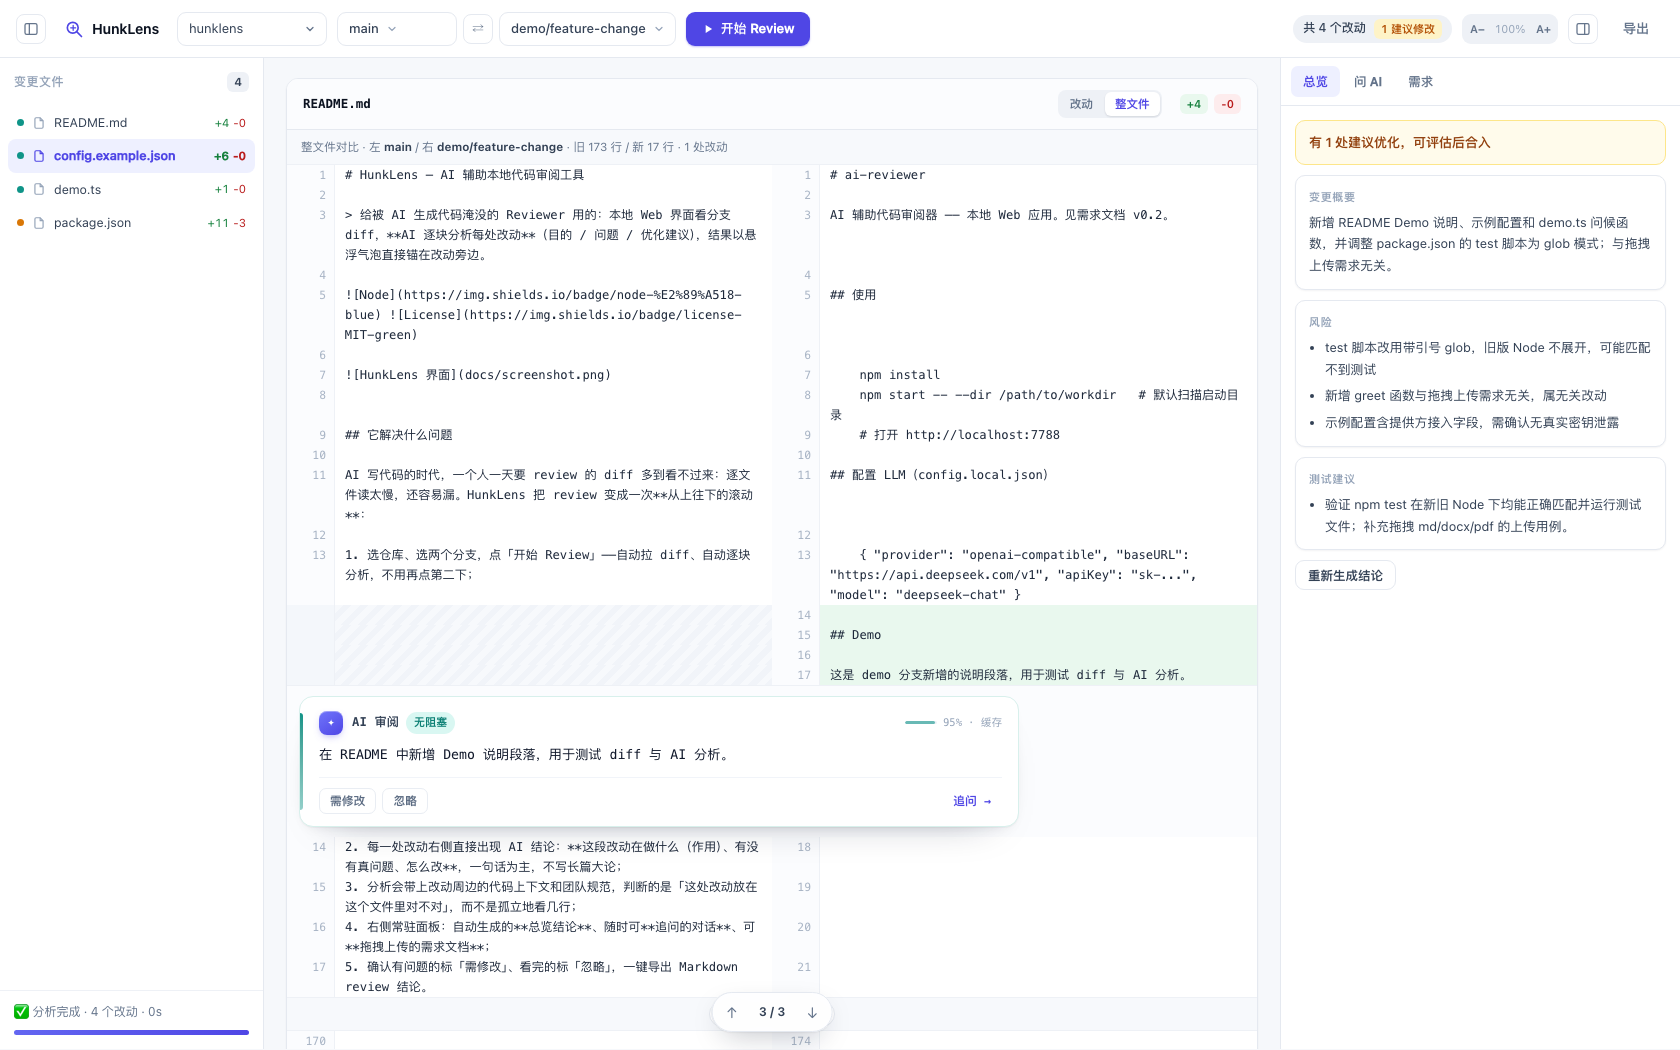 HunkLens
hunklens
main
demo/feature-change
开始 Review
共 4 个改动
1 建议修改
A−
100%
A+
导出
变更文件
4
README.md
+4 -0
config.example.json
+6 -0
demo.ts
+1 -0
package.json
+11 -3
✅ 分析完成 · 4 个改动 · 0s
README.md
改动
整文件
+4
-0
整文件对比 · 左 main / 右 demo/feature-change · 旧 173 行 / 新 17 行 · 1 处改动
1 # HunkLens — AI 辅助本地代码审阅工具
2
3 > 给被 AI 生成代码淹没的 Reviewer 用的：本地 Web 界面看分支
diff，**AI 逐块分析每处改动**（目的 / 问题 / 优化建议），结果以悬
浮气泡直接锚在改动旁边。
4
5 ![Node](https://img.shields.io/badge/node-%E2%89%A518-
blue) ![License](https://img.shields.io/badge/license-
MIT-green)
6
7 ![HunkLens 界面](docs/screenshot.png)
8
9 ## 它解决什么问题
10
11 AI 写代码的时代，一个人一天要 review 的 diff 多到看不过来：逐文
件读太慢，还容易漏。HunkLens 把 review 变成一次**从上往下的滚动
**：
12
13 1. 选仓库、选两个分支，点「开始 Review」——自动拉 diff、自动逐块
分析，不用再点第二下；
1 # ai-reviewer
2
3 AI 辅助代码审阅器 —— 本地 Web 应用。见需求文档 v0.2。
4
5 ## 使用
6
7 npm install
8 npm start -- --dir /path/to/workdir # 默认扫描启动目
录
9 # 打开 http://localhost:7788
10
11 ## 配置 LLM（config.local.json）
12
13 { "provider": "openai-compatible", "baseURL":
"https://api.deepseek.com/v1", "apiKey": "sk-...",
"model": "deepseek-chat" }
14
15 ## Demo
16
17 这是 demo 分支新增的说明段落，用于测试 diff 与 AI 分析。
AI 审阅
无阻塞
95% · 缓存
在 README 中新增 Demo 说明段落，用于测试 diff 与 AI 分析。
需修改
忽略
追问 →
14 2. 每一处改动右侧直接出现 AI 结论：**这段改动在做什么（作用）、有没
有真问题、怎么改**，一句话为主，不写长篇大论；
15 3. 分析会带上改动周边的代码上下文和团队规范，判断的是「这处改动放在
这个文件里对不对」，而不是孤立地看几行；
16 4. 右侧常驻面板：自动生成的**总览结论**、随时可**追问的对话**、可
**拖拽上传的需求文档**；
17 5. 确认有问题的标「需修改」、看完的标「忽略」，一键导出 Markdown
review 结论。
18
19
20
21
↑ 3 / 3 ↓
170
174
总览
问 AI
需求
有 1 处建议优化，可评估后合入
变更概要
新增 README Demo 说明、示例配置和 demo.ts 问候函
数，并调整 package.json 的 test 脚本为 glob 模式；与拖拽
上传需求无关。
风险
• test 脚本改用带引号 glob，旧版 Node 不展开，可能匹配
不到测试
• 新增 greet 函数与拖拽上传需求无关，属无关改动
• 示例配置含提供方接入字段，需确认无真实密钥泄露
测试建议
• 验证 npm test 在新旧 Node 下均能正确匹配并运行测试
文件；补充拖拽 md/docx/pdf 的上传用例。
重新生成结论